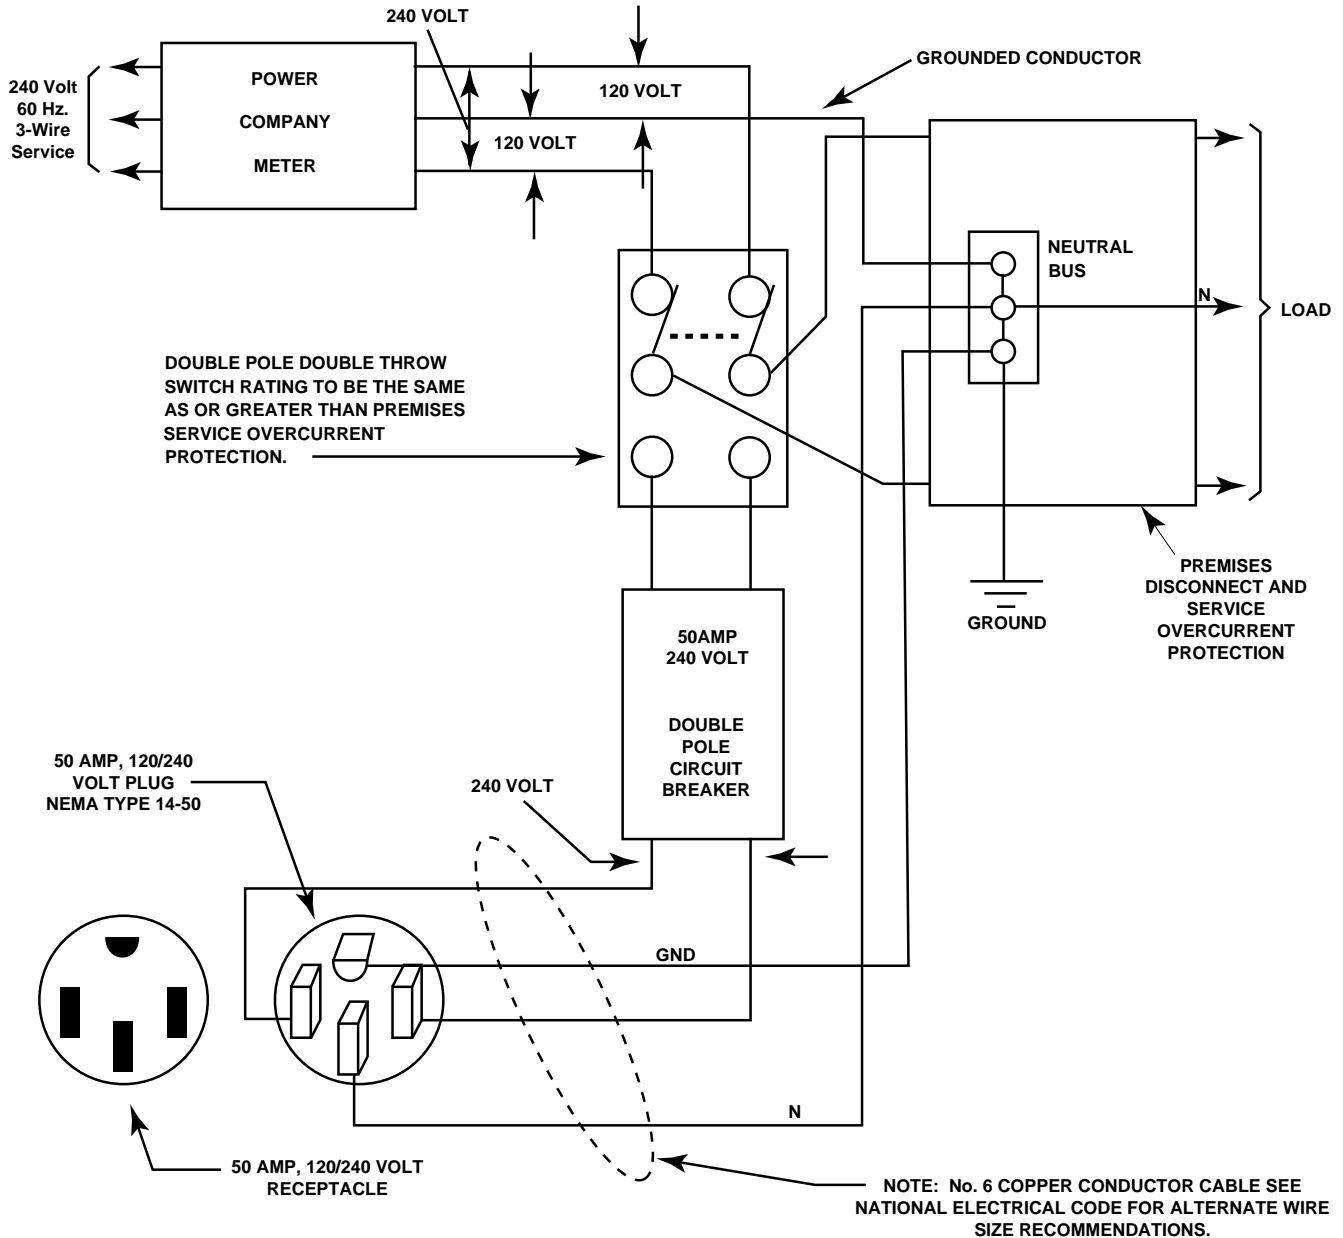 240 VOLT
GROUNDED CONDUCTOR
240 Volt
60 Hz.
3-Wire
Service
POWER
COMPANY
METER
120 VOLT
120 VOLT
NEUTRAL
BUS
N
LOAD
DOUBLE POLE DOUBLE THROW
SWITCH RATING TO BE THE SAME
AS OR GREATER THAN PREMISES
SERVICE OVERCURRENT
PROTECTION.
PREMISES
DISCONNECT AND
SERVICE
OVERCURRENT
PROTECTION
GROUND
50AMP
240 VOLT
DOUBLE
POLE
CIRCUIT
BREAKER
50 AMP, 120/240
VOLT PLUG
NEMA TYPE 14-50
240 VOLT
GND
N
50 AMP, 120/240 VOLT
RECEPTACLE
NOTE: No. 6 COPPER CONDUCTOR CABLE SEE
NATIONAL ELECTRICAL CODE FOR ALTERNATE WIRE
SIZE RECOMMENDATIONS.